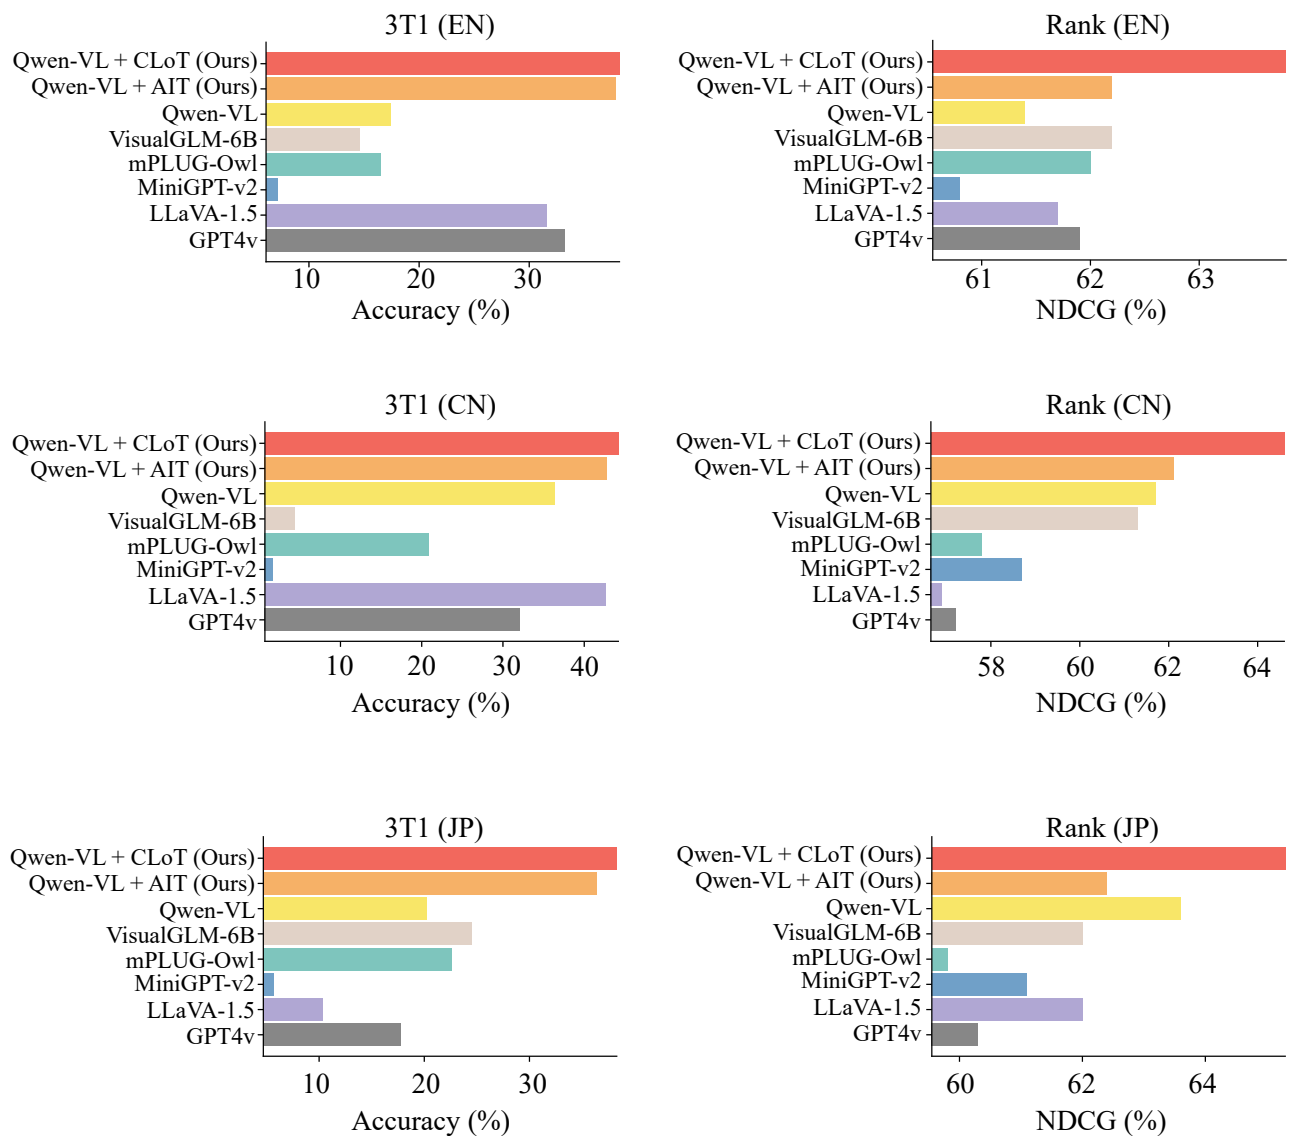 3T1 (EN)
Qwen-VL + CLoT (Ours)
Qwen-VL + AIT (Ours)
Qwen-VL
VisualGLM-6B
mPLUG-Owl
MiniGPT-v2
LLaVA-1.5
GPT4v
10 20 30
Accuracy (%)
Rank (EN)
Qwen-VL + CLoT (Ours)
Qwen-VL + AIT (Ours)
Qwen-VL
VisualGLM-6B
mPLUG-Owl
MiniGPT-v2
LLaVA-1.5
GPT4v
61 62 63
NDCG (%)
3T1 (CN)
Qwen-VL + CLoT (Ours)
Qwen-VL + AIT (Ours)
Qwen-VL
VisualGLM-6B
mPLUG-Owl
MiniGPT-v2
LLaVA-1.5
GPT4v
10 20 30 40
Accuracy (%)
Rank (CN)
Qwen-VL + CLoT (Ours)
Qwen-VL + AIT (Ours)
Qwen-VL
VisualGLM-6B
mPLUG-Owl
MiniGPT-v2
LLaVA-1.5
GPT4v
58 60 62 64
NDCG (%)
3T1 (JP)
Qwen-VL + CLoT (Ours)
Qwen-VL + AIT (Ours)
Qwen-VL
VisualGLM-6B
mPLUG-Owl
MiniGPT-v2
LLaVA-1.5
GPT4v
10 20 30
Accuracy (%)
Rank (JP)
Qwen-VL + CLoT (Ours)
Qwen-VL + AIT (Ours)
Qwen-VL
VisualGLM-6B
mPLUG-Owl
MiniGPT-v2
LLaVA-1.5
GPT4v
60 62 64
NDCG (%)